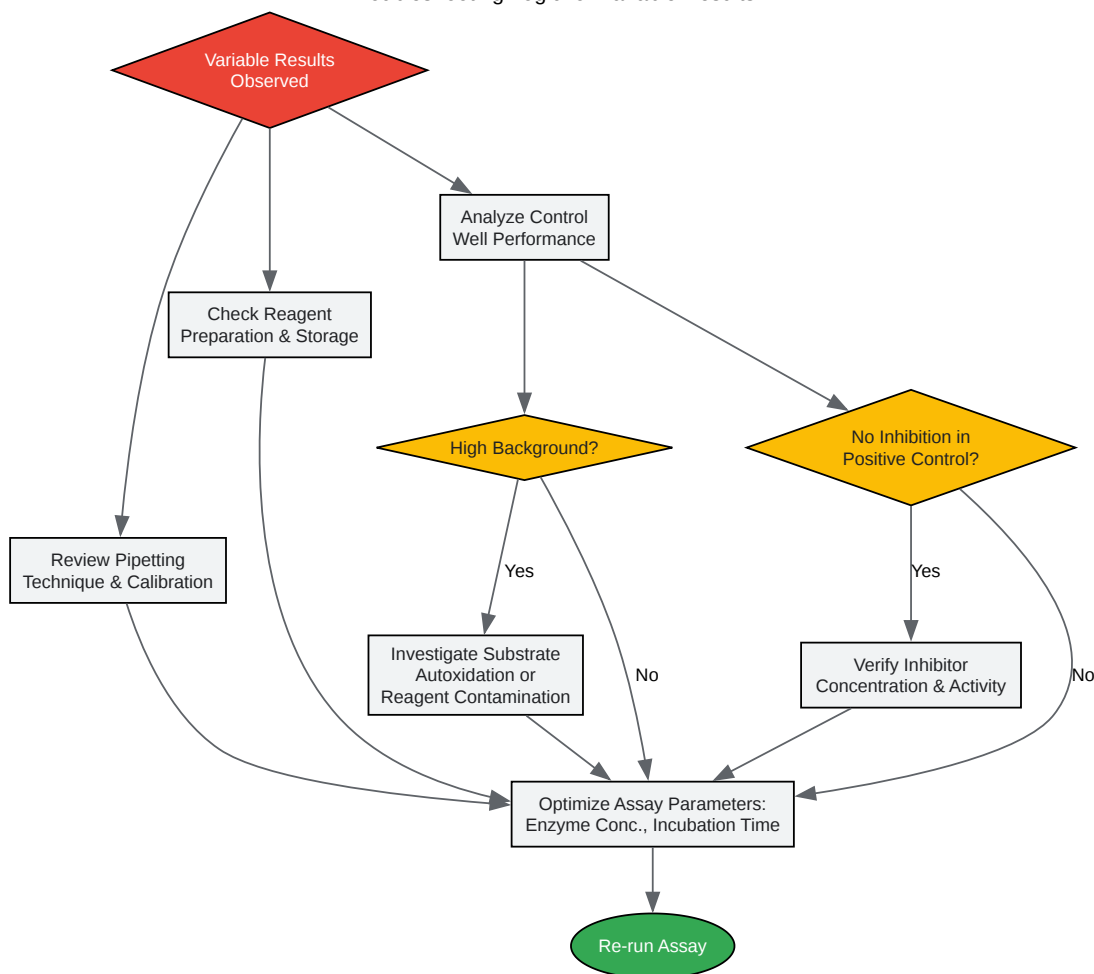 Variable Results
Observed
Analyze Control
Well Performance
Check Reagent
Preparation & Storage
High Background?
No Inhibition in
Positive Control?
Review Pipetting
Technique & Calibration
Yes
Yes
Investigate Substrate
Autoxidation or
Reagent Contamination
No
Verify Inhibitor
Concentration & Activity
No
Optimize Assay Parameters:
Enzyme Conc., Incubation Time
Re-run Assay